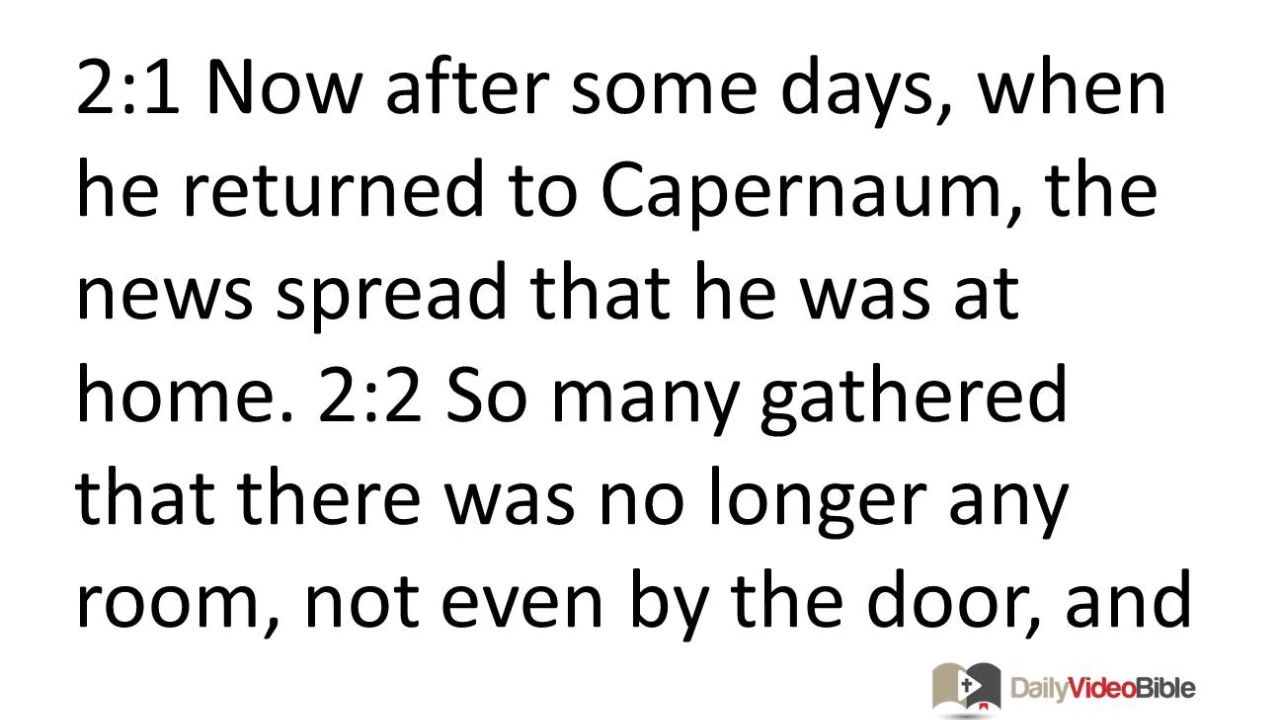 2:1 Now after some days, when
he returned to Capernaum, the
news spread that he was at
home. 2:2 So many gathered
that there was no longer any
room, not even by the door, and
DailyVideoBible